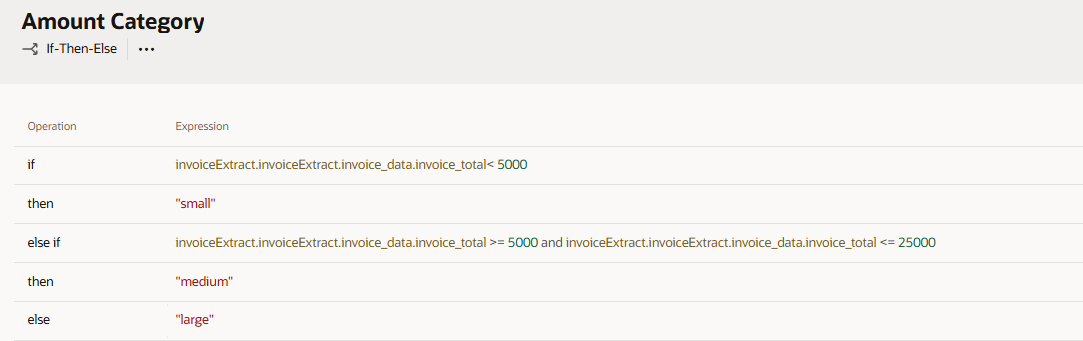 Amount Category
If-Then-Else
Operation Expression
if invoiceExtract.invoiceExtract.invoice_data.invoice_total< 5000
then "small"
else if invoiceExtract.invoiceExtract.invoice_data.invoice_total >= 5000 and invoiceExtract.invoiceExtract.invoice_data.invoice_total <= 25000
then "medium"
else "large"